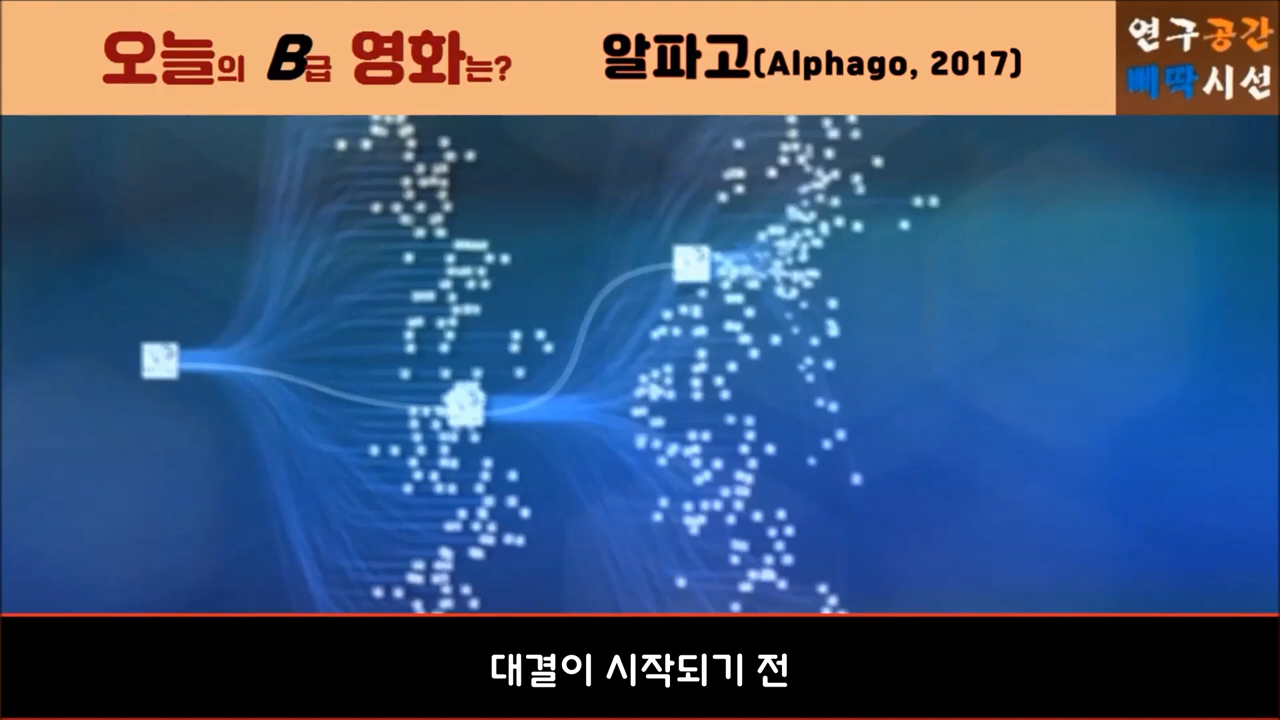 오늘의 B급 영화는? 알파고(Alphago, 2017)
연구공간
삐딱시선
대결이 시작되기 전